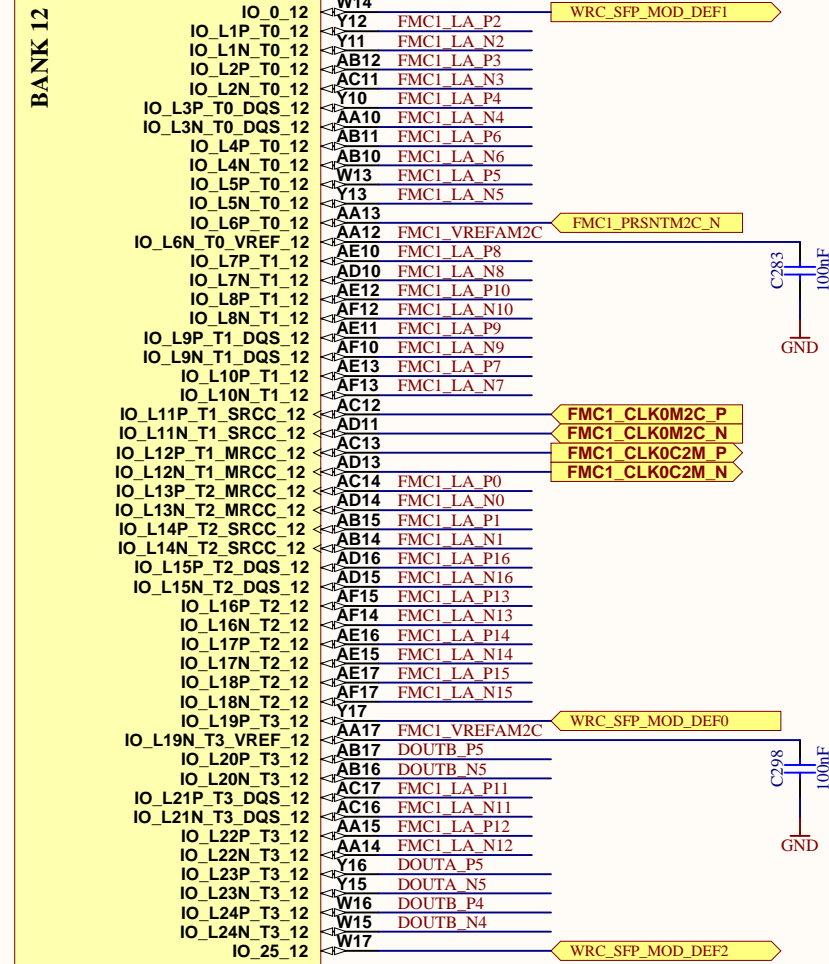 BANK 12
IO_0_12 W14 WRC_SFP_MOD_DEF1
IO_L1P_T0_12 Y12 FMC1_LA_P2
IO_L1N_T0_12 Y11 FMC1_LA_N2
IO_L2P_T0_12 AB12 FMC1_LA_P3
IO_L2N_T0_12 AC11 FMC1_LA_N3
IO_L3P_T0_DQS_12 Y10 FMC1_LA_P4
IO_L3N_T0_DQS_12 AA10 FMC1_LA_N4
IO_L4P_T0_12 AB11 FMC1_LA_P6
IO_L4N_T0_12 AB10 FMC1_LA_N6
IO_L5P_T0_12 W13 FMC1_LA_P5
IO_L5N_T0_12 Y13 FMC1_LA_N5
IO_L6P_T0_12 AA13 FMC1_PRSNTM2C_N
IO_L6N_T0_VREF_12 AA12 FMC1_VREFAM2C
IO_L7P_T1_12 AE10 FMC1_LA_P8
IO_L7N_T1_12 AD10 FMC1_LA_N8
IO_L8P_T1_12 AE12 FMC1_LA_P10
IO_L8N_T1_12 AF12 FMC1_LA_N10
IO_L9P_T1_DQS_12 AE11 FMC1_LA_P9
IO_L9N_T1_DQS_12 AF10 FMC1_LA_N9
IO_L10P_T1_12 AE13 FMC1_LA_P7
IO_L10N_T1_12 AF13 FMC1_LA_N7
IO_L11P_T1_SRCC_12 AC12 FMC1_CLK0M2C_P
IO_L11N_T1_SRCC_12 AD11 FMC1_CLK0M2C_N
IO_L12P_T1_MRCC_12 AC13 FMC1_CLK0C2M_P
IO_L12N_T1_MRCC_12 AD13 FMC1_CLK0C2M_N
IO_L13P_T2_MRCC_12 AC14 FMC1_LA_P0
IO_L13N_T2_MRCC_12 AD14 FMC1_LA_N0
IO_L14P_T2_SRCC_12 AB15 FMC1_LA_P1
IO_L14N_T2_SRCC_12 AB14 FMC1_LA_N1
IO_L15P_T2_DQS_12 AD16 FMC1_LA_P16
IO_L15N_T2_DQS_12 AD15 FMC1_LA_N16
IO_L16P_T2_12 AF15 FMC1_LA_P13
IO_L16N_T2_12 AF14 FMC1_LA_N13
IO_L17P_T2_12 AE16 FMC1_LA_P14
IO_L17N_T2_12 AE15 FMC1_LA_N14
IO_L18P_T2_12 AE17 FMC1_LA_P15
IO_L18N_T2_12 AF17 FMC1_LA_N15
IO_L19P_T3_12 Y17 WRC_SFP_MOD_DEF0
IO_L19N_T3_VREF_12 AA17 FMC1_VREFAM2C
IO_L20P_T3_12 AB17 DOUTB_P5
IO_L20N_T3_12 AB16 DOUTB_N5
IO_L21P_T3_DQS_12 AC17 FMC1_LA_P11
IO_L21N_T3_DQS_12 AC16 FMC1_LA_N11
IO_L22P_T3_12 AA15 FMC1_LA_P12
IO_L22N_T3_12 AA14 FMC1_LA_N12
IO_L23P_T3_12 Y16 DOUTA_P5
IO_L23N_T3_12 Y15 DOUTA_N5
IO_L24P_T3_12 W16 DOUTB_P4
IO_L24N_T3_12 W15 DOUTB_N4
IO_25_12 W17 WRC_SFP_MOD_DEF2
C283
100nF
GND
C298
100nF
GND